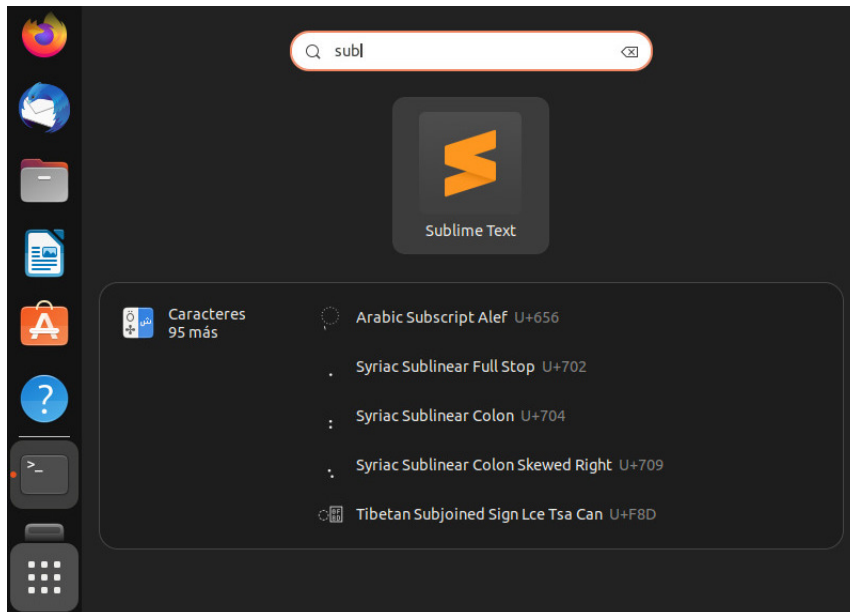 subl
Sublime Text
Caracteres
95 más
Arabic Subscript Alef U+656
Syriac Sublinear Full Stop U+702
Syriac Sublinear Colon U+704
Syriac Sublinear Colon Skewed Right U+709
Tibetan Subjoined Sign Lce Tsa Can U+F8D